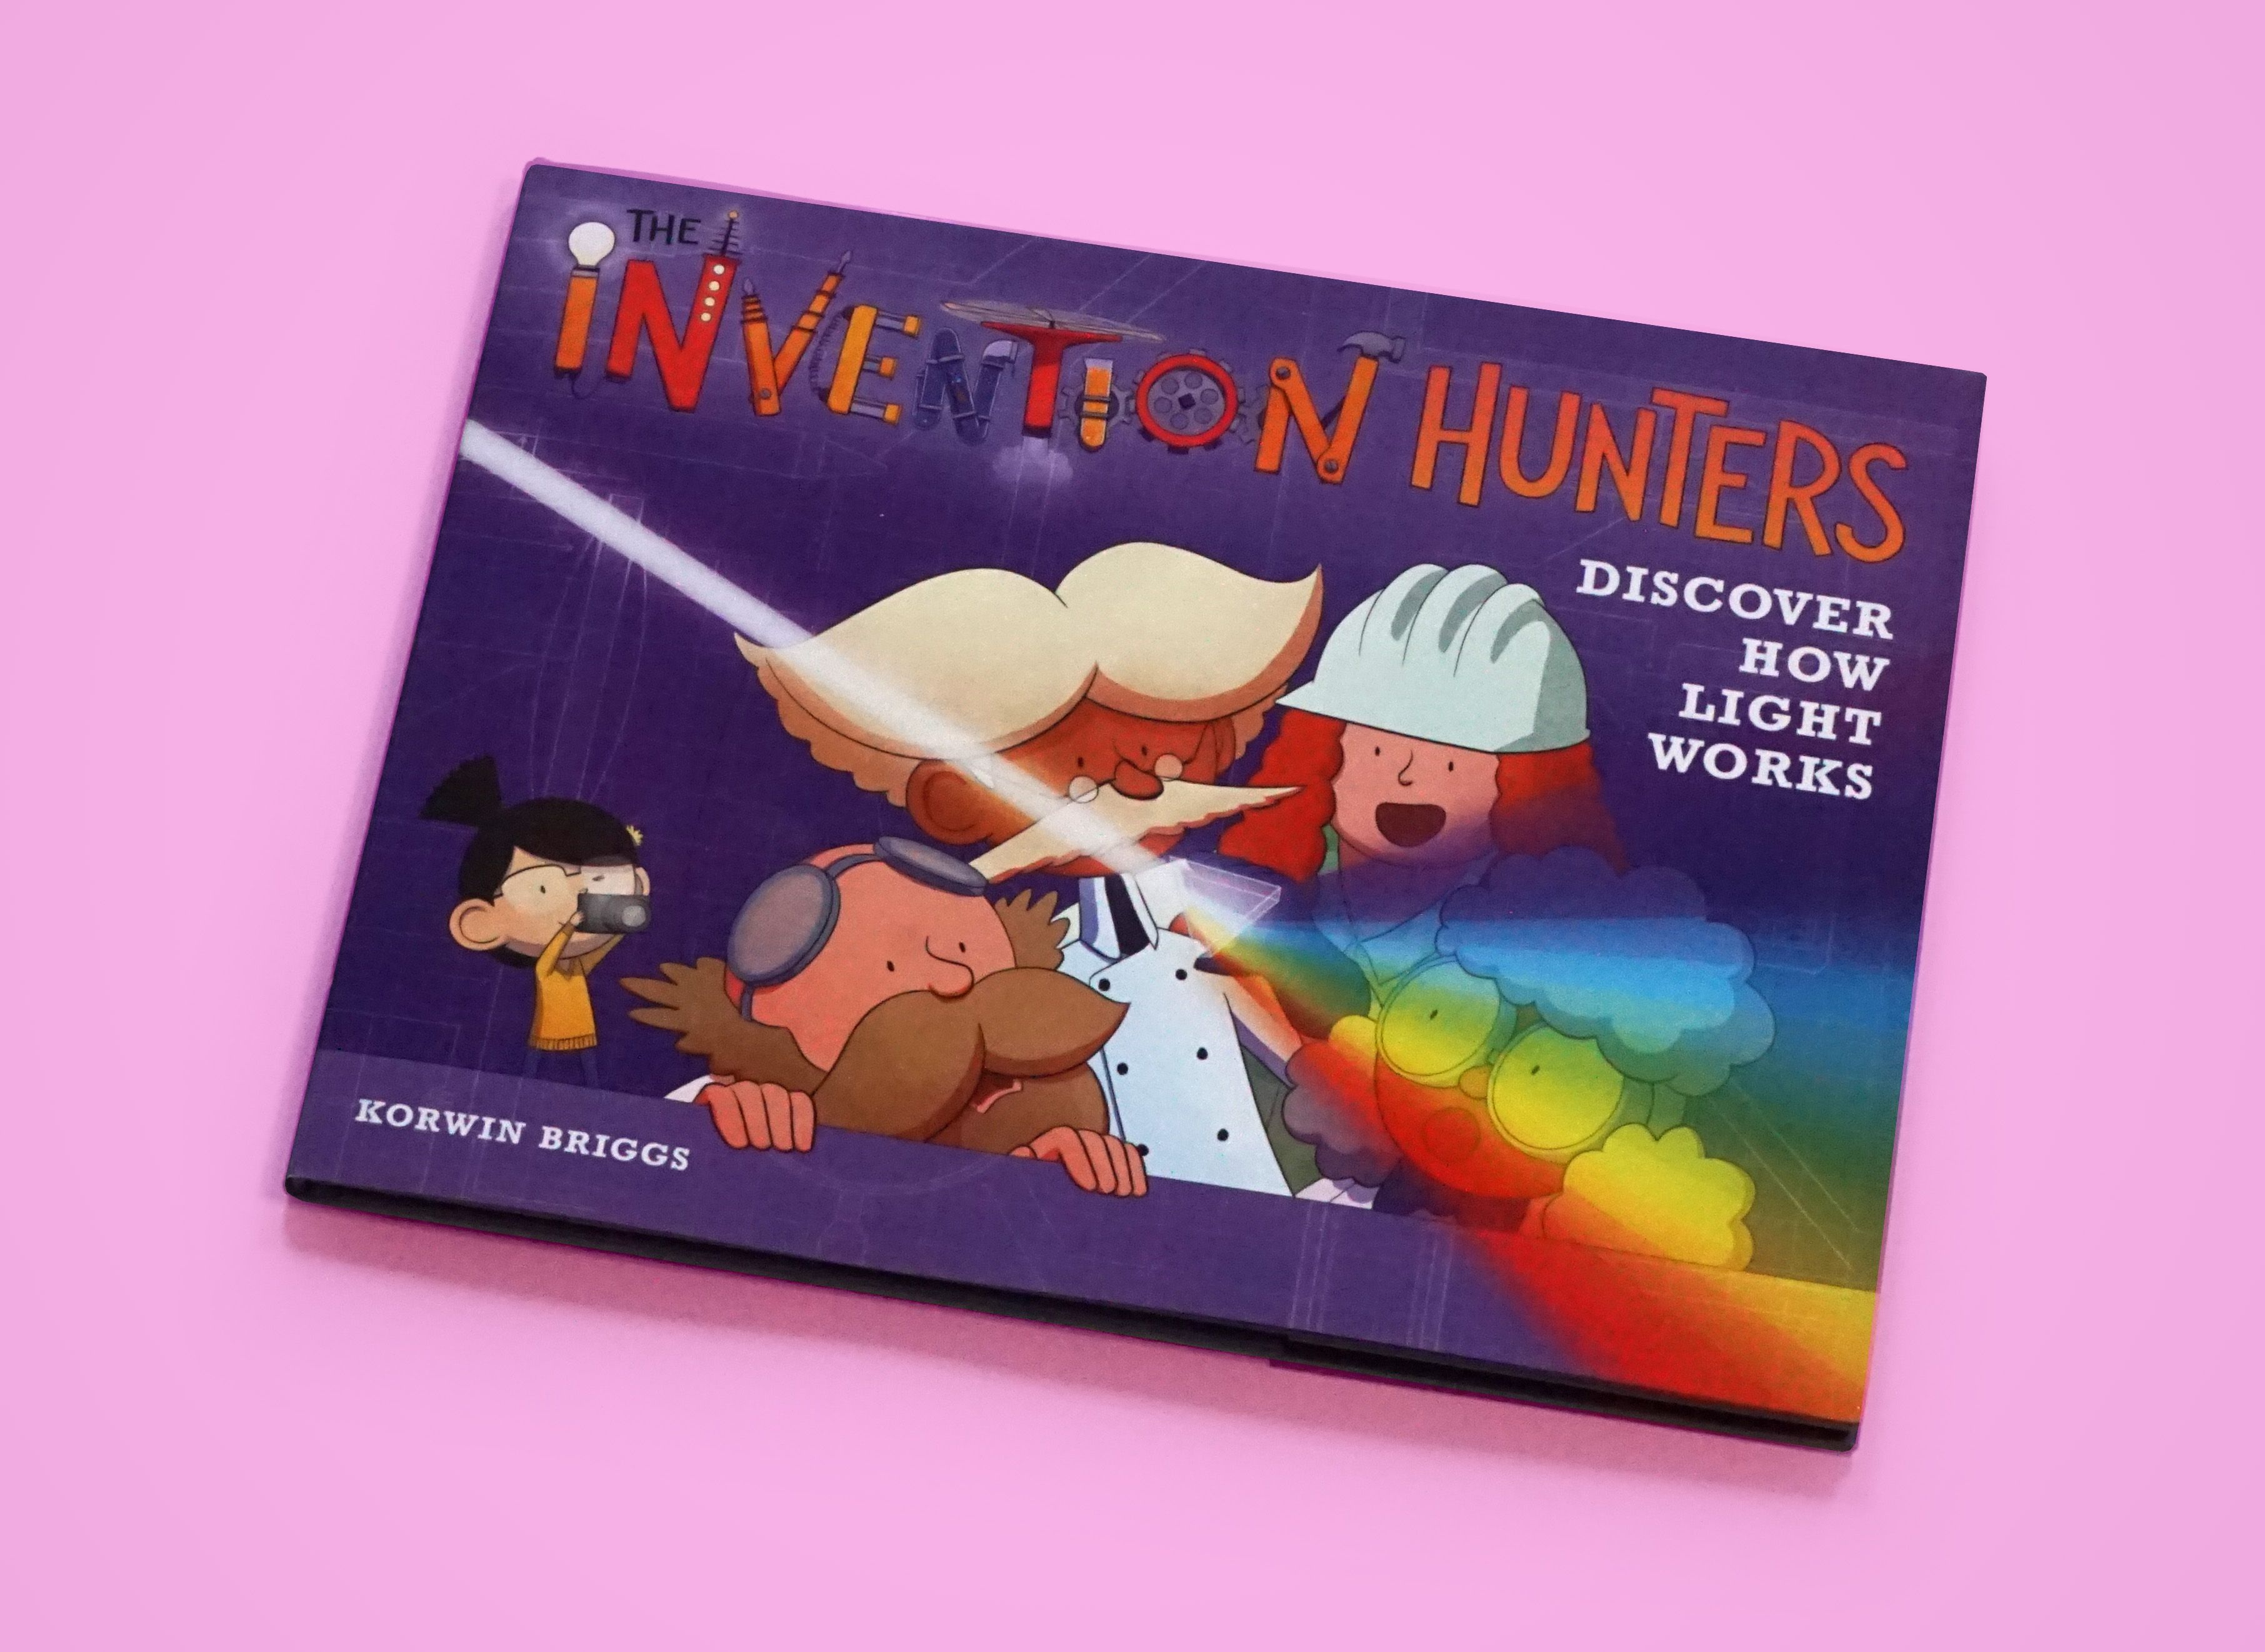 THE
INVENTION HUNTERS
DISCOVER
HOW
LIGHT
WORKS
KORWIN BRIGGS